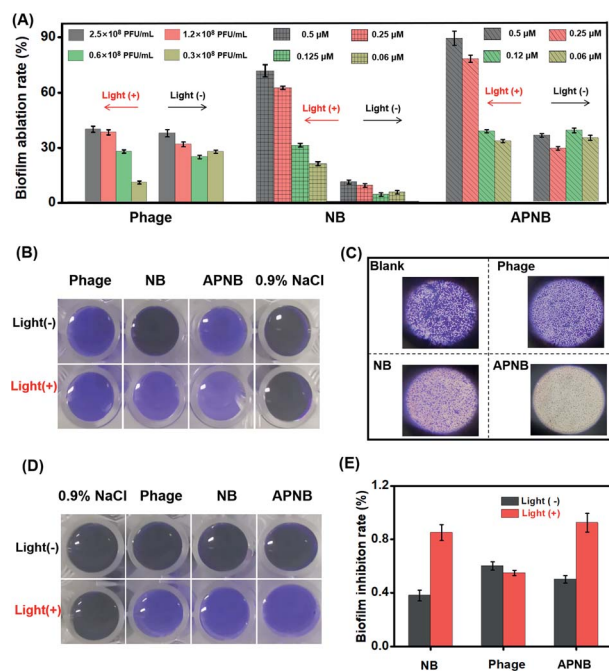 (A)
Biofilm ablation rate (%)
90
60
30
0
2.5×10⁸ PFU/mL
1.2×10⁸ PFU/mL
0.6×10⁸ PFU/mL
0.3×10⁸ PFU/mL
0.5 µM
0.25 µM
0.125 µM
0.06 µM
0.5 µM
0.25 µM
0.12 µM
0.06 µM
Light (+)
Light (-)
Light (+)
Light (-)
Light (+)
Light (-)
Phage
NB
APNB
(B)
Phage
NB
APNB
0.9% NaCl
Light(-)
Light(+)
(C)
Blank
Phage
NB
APNB
(D)
0.9% NaCl
Phage
NB
APNB
Light(-)
Light(+)
(E)
Biofilm inhibiton rate (%)
1.2
0.8
0.4
0.0
Light ( -)
Light (+)
NB
Phage
APNB